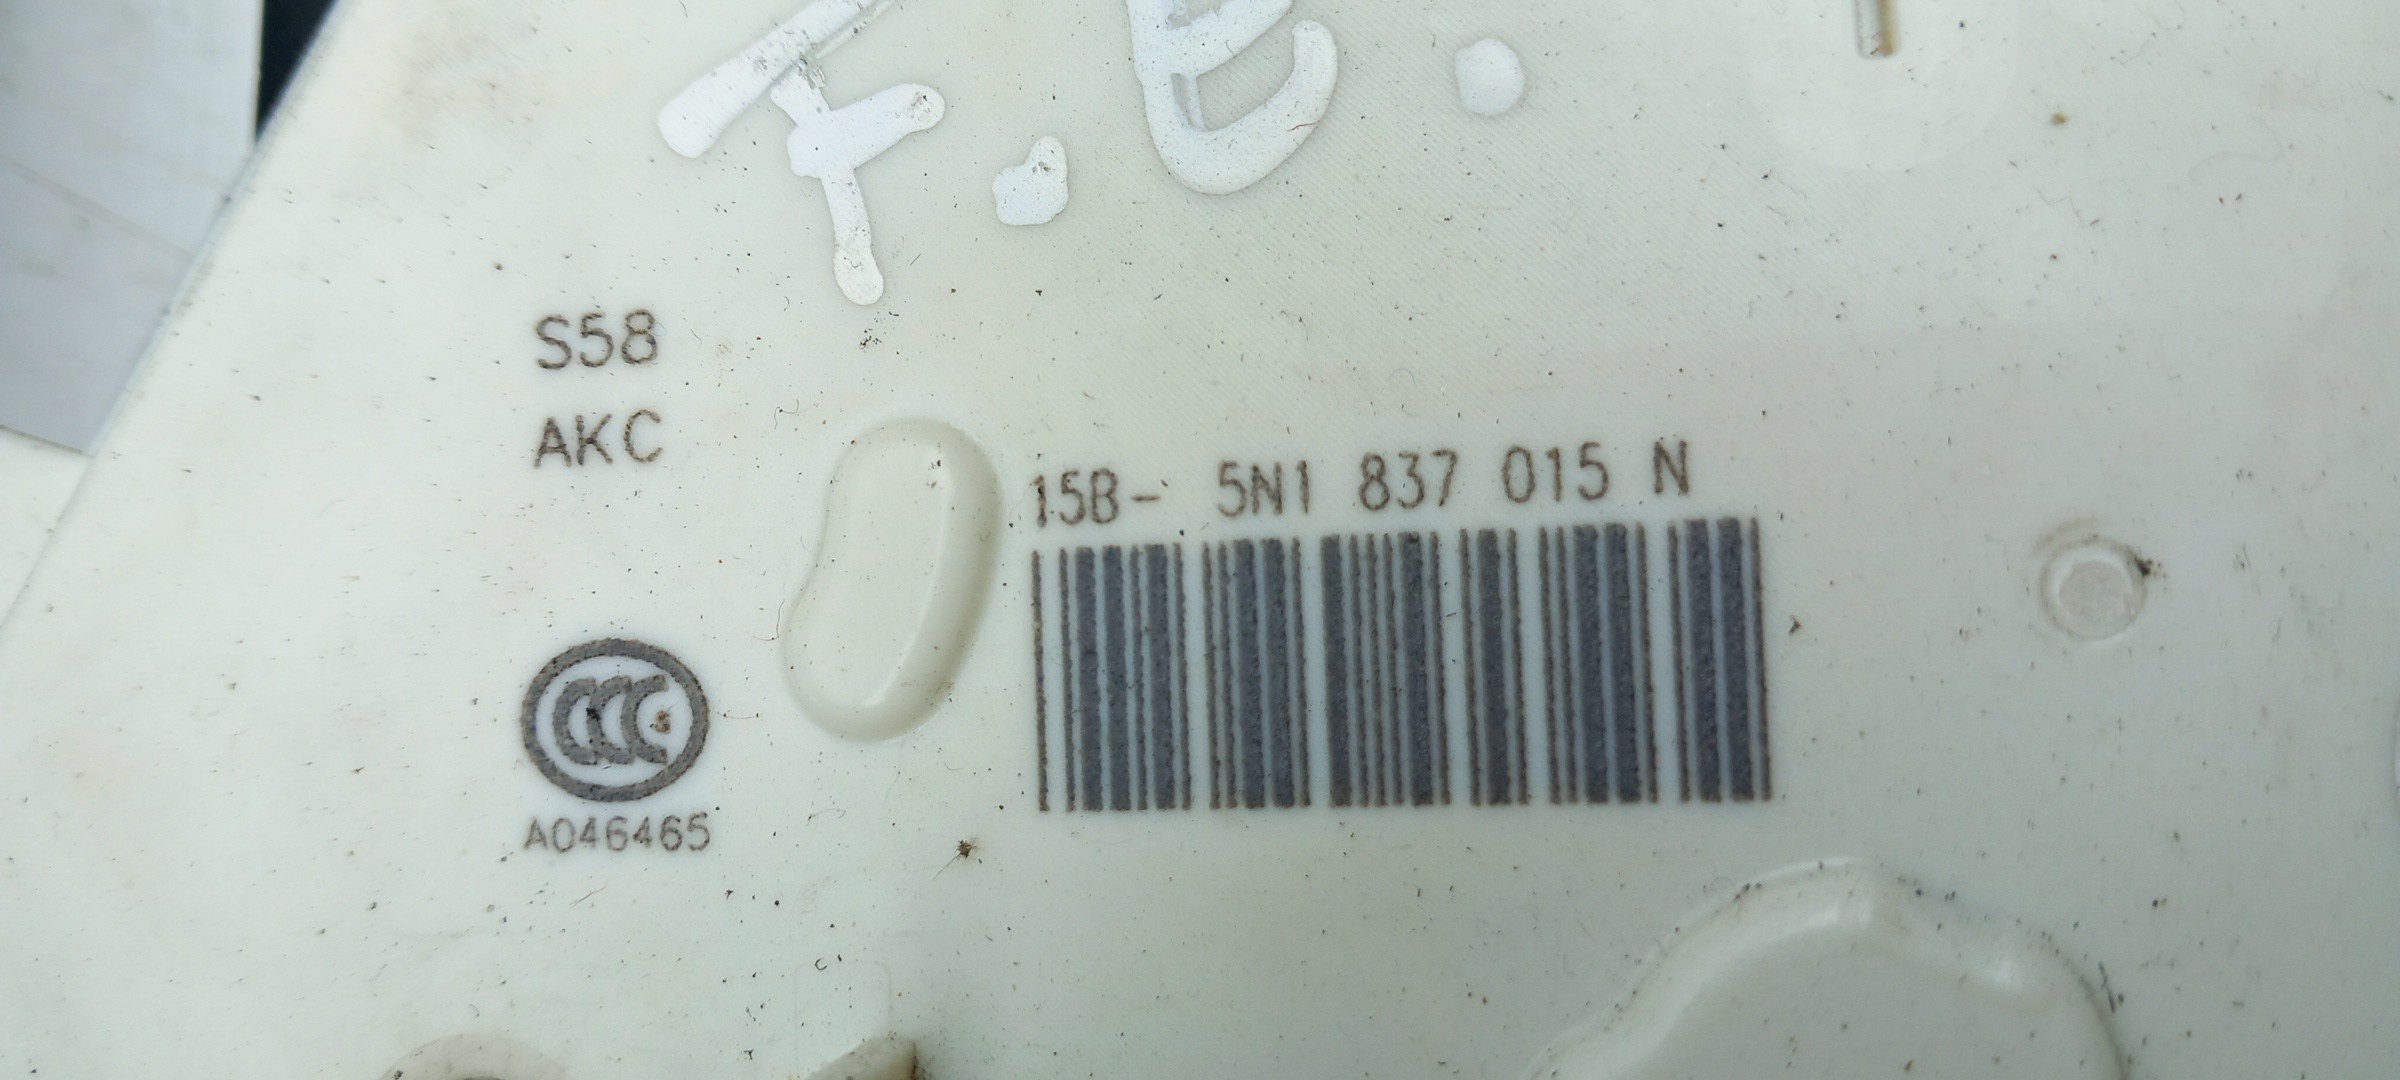 F.E.
S58
AKC
15B- 5N1 837 015 N
CCC
A046465